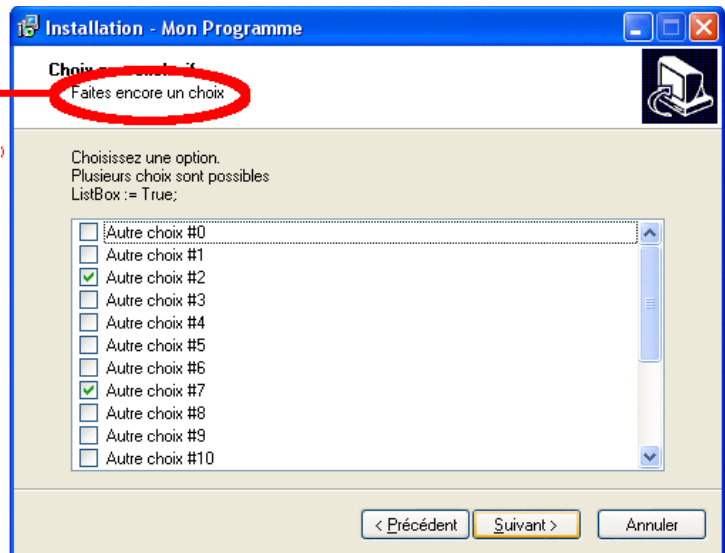 Installation - Mon Programme
Faites encore un choix
Choisissez une option.
Plusieurs choix sont possibles
ListBox := True;
Autre choix #0
Autre choix #1
Autre choix #2
Autre choix #3
Autre choix #4
Autre choix #5
Autre choix #6
Autre choix #7
Autre choix #8
Autre choix #9
Autre choix #10
< Précédent
Suivant >
Annuler